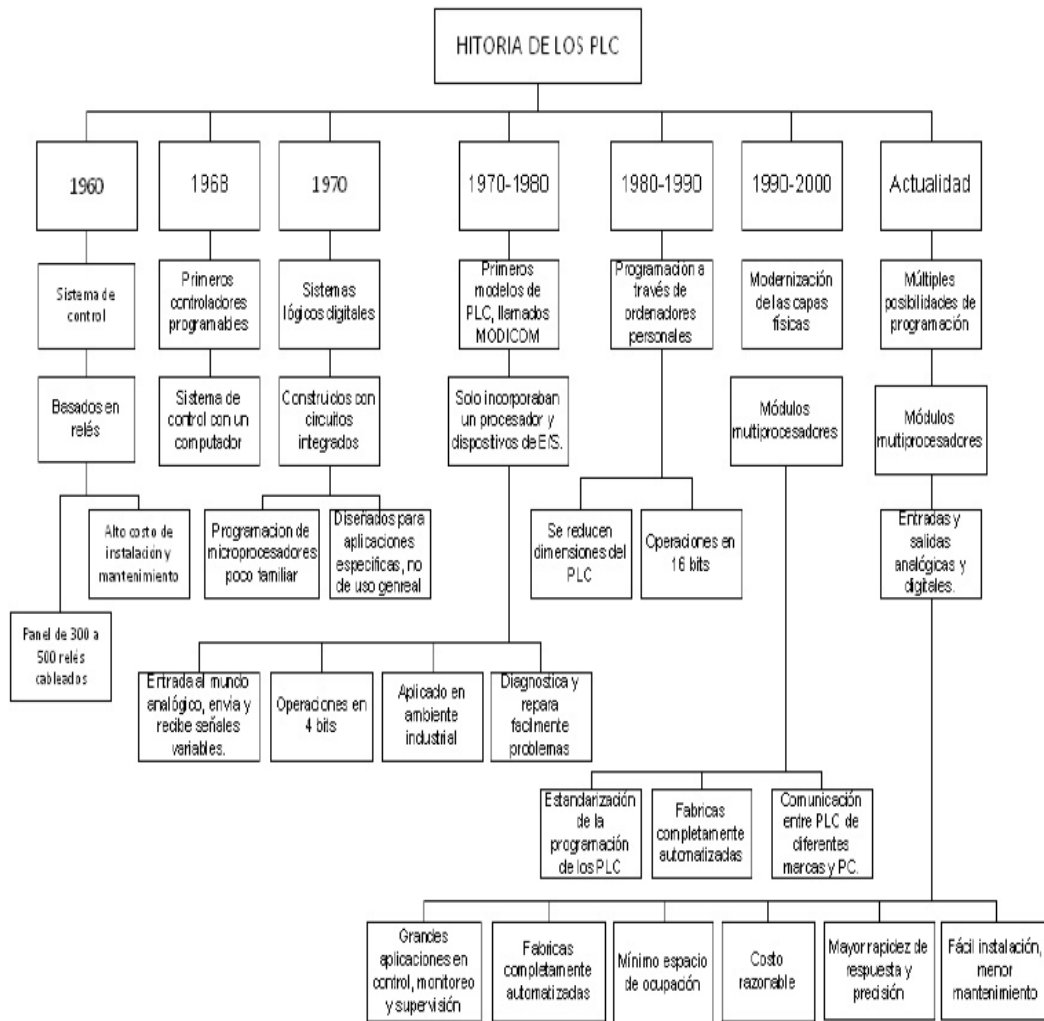 HITORIA DE LOS PLC
1960
1968
1970
1970-1980
1980-1990
1990-2000
Actualidad
Sistema de
control
Primeros
controladores
programables
Sistemas
lógicos digitales
Primeros
modelos de
PLC, llamados
MODICOM
Programación a
través de
ordenadores
personales
Modernización
de las capas
físicas
Múltiples
posibilidades de
programación
Basados en
relés
Sistema de
control con un
computador
Construidos con
circuitos
integrados
Solo incorporaban
un procesador y
dispositivos de E/S.
Módulos
multiprocesadores
Módulos
multiprocesadores
Alto costo de
instalación y
mantenimiento
Programacion de
microprocesadores
poco familiar
Diseñados para
aplicaciones
especificas, no
de uso genreal
Se reducen
dimensiones del
PLC
Operaciones en
16 bits
Entradas y
salidas
analógicas y
digitales.
Panel de 300 a
500 relés
cableados
Entrada al mundo
analógico, envia y
recibe señales
variables.
Operaciones en
4 bits
Aplicado en
ambiente
industrial
Diagnostica y
repara
facilmente
problemas
Estandarización
de la
programación
de los PLC
Fabricas
completamente
automatizadas
Comunicación
entre PLC de
diferentes
marcas y PC.
Grandes
aplicaciones en
control, monitoreo
y supervisión
Fabricas
completamente
automatizadas
Mínimo espacio
de ocupación
Costo
razonable
Mayor rapidez de
respuesta y
precisión
Fácil instalación,
menor
mantenimiento